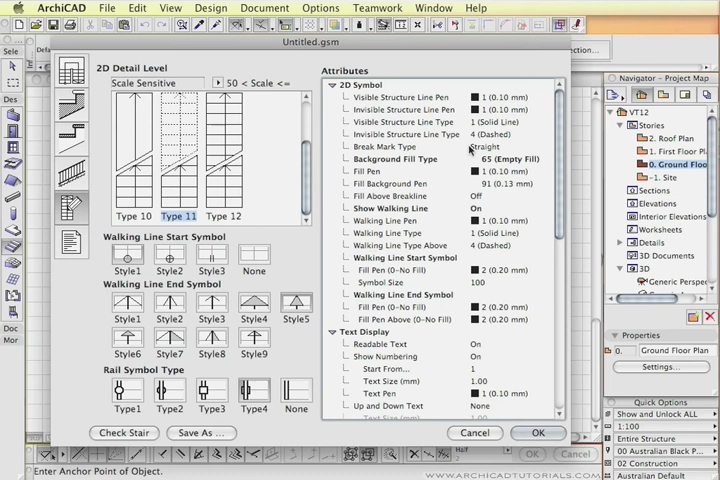 ArchiCAD File Edit View Design Document Options Teamwork Window Help
Untitled.gsm
2D Detail Level
Scale Sensitive
50 < Scale <=
Type 10 Type 11 Type 12
Walking Line Start Symbol
Style1 Style2 Style3 None
Walking Line End Symbol
Style1 Style2 Style3 Style4 Style5
Style6 Style7 Style8 Style9
Rail Symbol Type
Type1 Type2 Type3 Type4 None
Attributes
2D Symbol
Visible Structure Line Pen 1 (0.10 mm)
Invisible Structure Line Pen 1 (0.10 mm)
Visible Structure Line Type 1 (Solid Line)
Invisible Structure Line Type 4 (Dashed)
Break Mark Type Straight
Background Fill Type 65 (Empty Fill)
Fill Pen 1 (0.10 mm)
Fill Background Pen 91 (0.13 mm)
Fill Above Breakline Off
Show Walking Line On
Walking Line Pen 1 (0.10 mm)
Walking Line Type 1 (Solid Line)
Walking Line Type Above 4 (Dashed)
Walking Line Start Symbol
Fill Pen (0-No Fill) 2 (0.20 mm)
Symbol Size 100
Walking Line End Symbol
Fill Pen (0-No Fill) 2 (0.20 mm)
Fill Pen Above (0-No Fill) 2 (0.20 mm)
Text Display
Readable Text On
Show Numbering On
Start From... 1
Text Size (mm) 1.00
Text Pen 1 (0.10 mm)
Up and Down Text None
Text Size (mm) 1.00
Check Stair
Save As ...
Cancel
OK
Sele
Des
Doc
Mor
Navigator - Project Map
VT12
Stories
2. Roof Plan
1. First Floor Pl
0. Ground Floo
-1. Site
Sections
Elevations
Interior Elevations
Worksheets
Details
3D Documents
3D
Generic Perspe
Properties
0. Ground Floor Plan
Settings...
Quick Options
Show and Unlock ALL
1:100
Entire Structure
00 Australian Black P
02 Construction
Australian Default
Half
2
OK
Cancel
Enter Anchor Point of Object.
WWW.ARCHICADTUTORIALS.COM